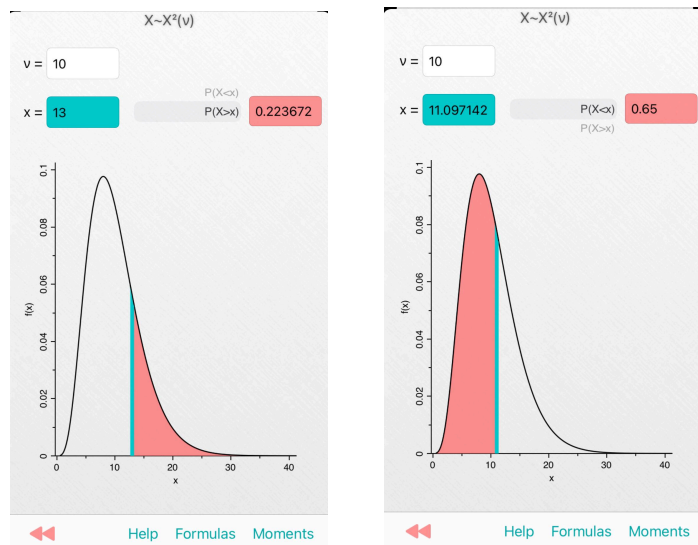 X~X²(ν)
ν = 10
P(X<x)
x = 13 P(X>x) 0.223672
0.1
0.08
0.06
0.04
0.02
0
f(x)
0 10 20 30 40
x
Help Formulas Moments
X~X²(ν)
ν = 10
x = 11.097142 P(X<x) 0.65
P(X>x)
0.1
0.08
0.06
0.04
0.02
0
f(x)
0 10 20 30 40
x
Help Formulas Moments